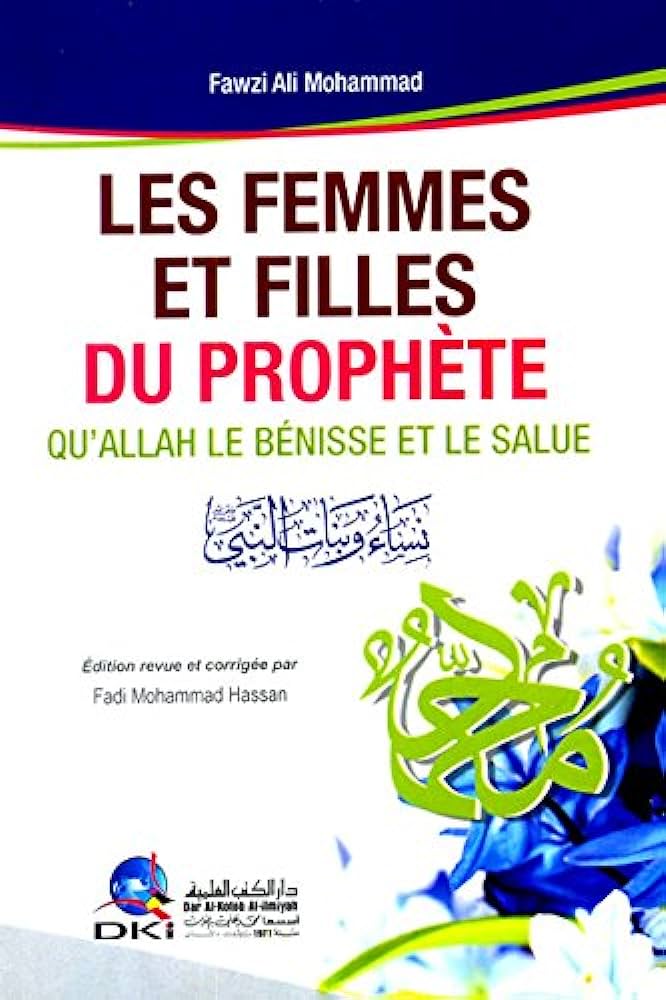 Fawzi Ali Mohammad
LES FEMMES
ET FILLES
DU PROPHÈTE
QU'ALLAH LE BÉNISSE ET LE SALUE
نساء وبنات النبي
Édition revue et corrigée par
Fadi Mohammad Hassan
محمد
دار الكتب العلمية
Dar Al-Kotob Al-ilmiyah
DKi
1971